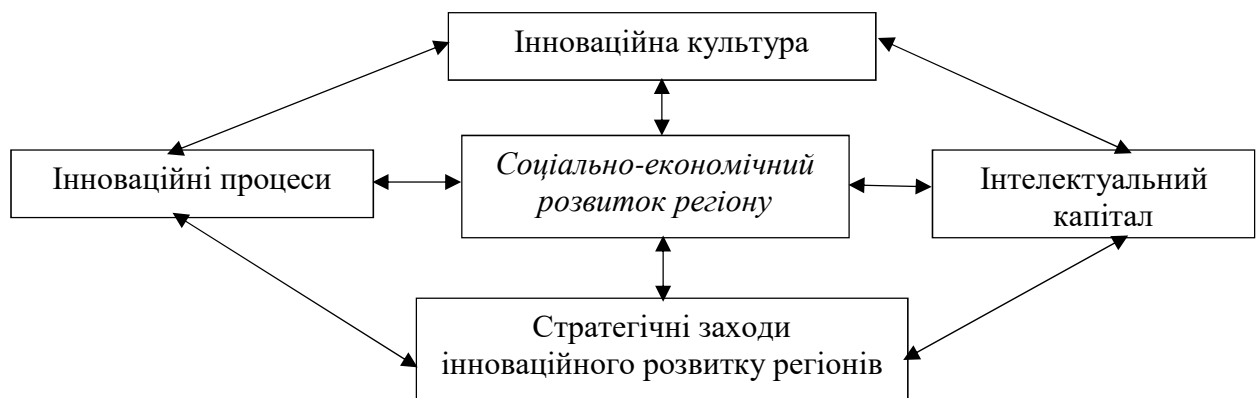 Інноваційна культура
Інноваційні процеси
Соціально-економічний
розвиток регіону
Інтелектуальний
капітал
Стратегічні заходи
інноваційного розвитку регіонів